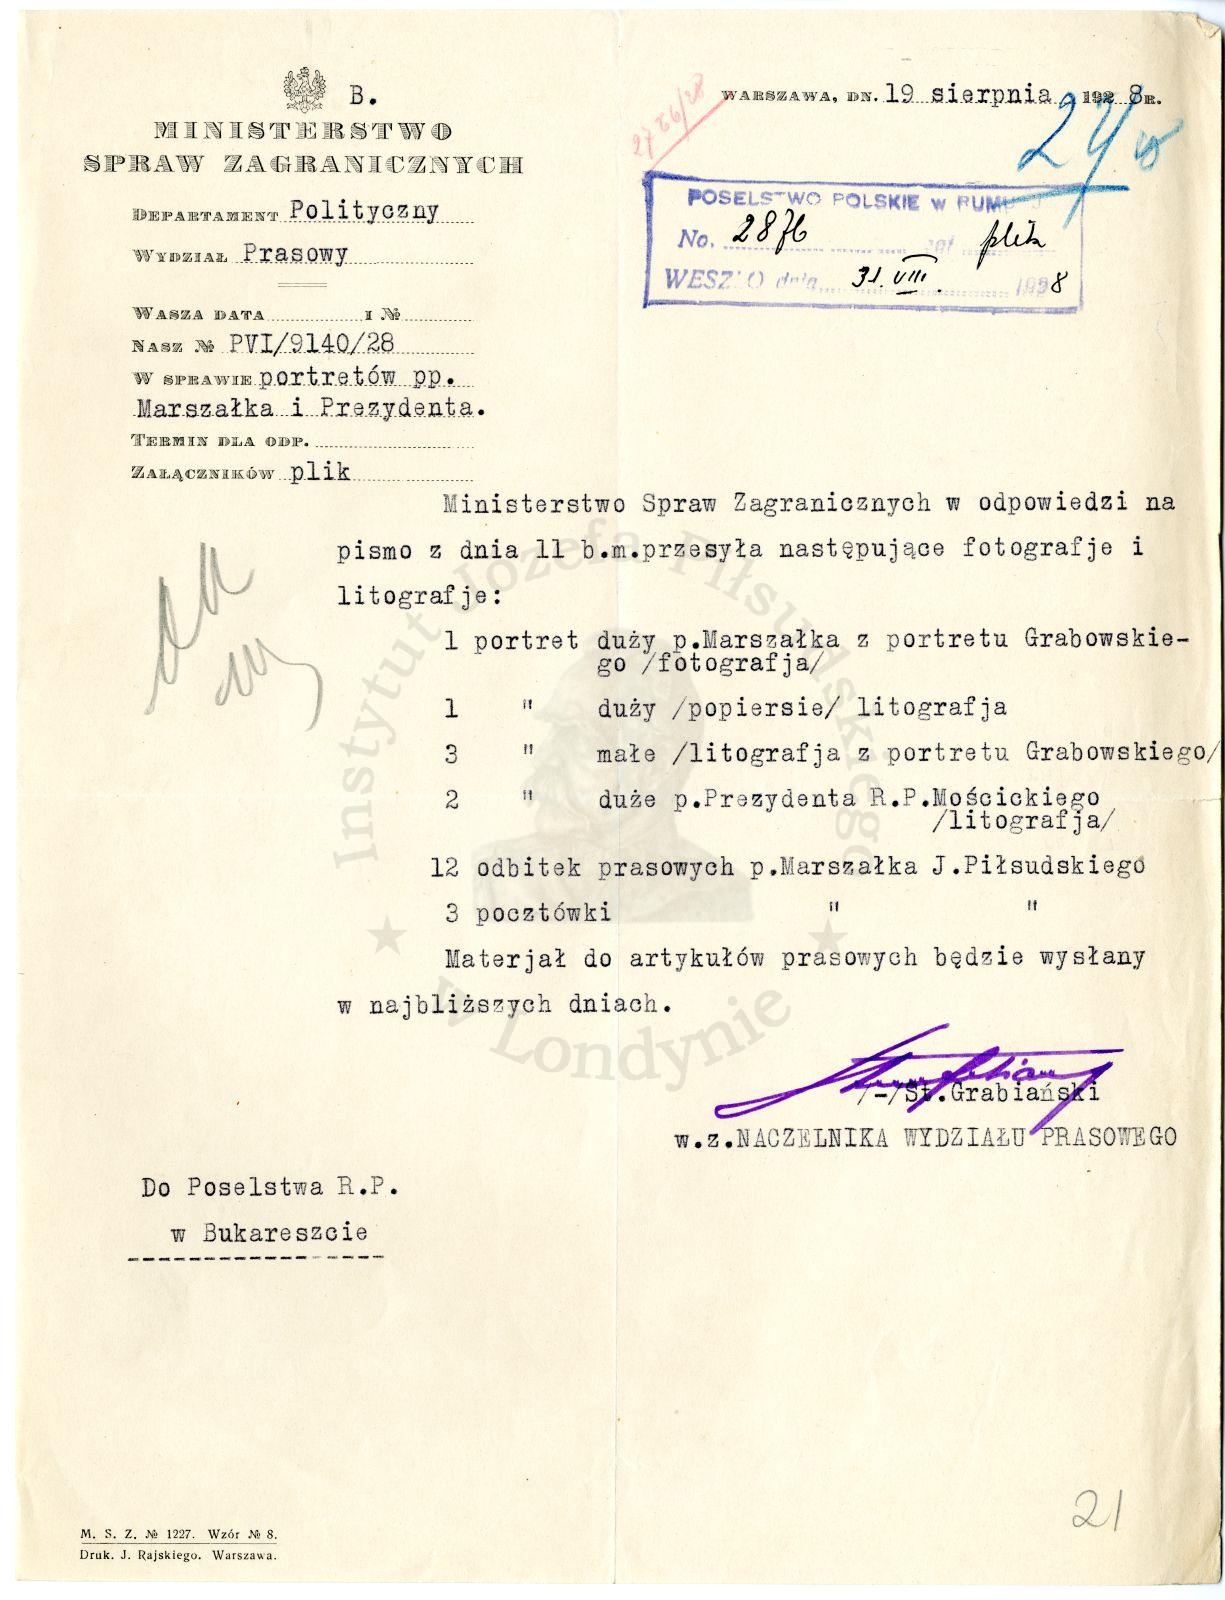 B.
WARSZAWA, DN. 19 sierpnia 1928 R.
MINISTERSTWO
SPRAW ZAGRANICZNYCH
2726/28
DEPARTAMENT Polityczny
WYDZIAŁ Prasowy
POSELSTWO POLSKIE W RUMUNJI
No. 2876 zał plik
WESZŁO dnia 31. VIII. 1928
WASZA DATA I №
NASZ № PVI/9140/28
W SPRAWIE portretów pp.
Marszałka i Prezydenta.
TERMIN DLA ODP.
ZAŁĄCZNIKÓW plik
Ministerstwo Spraw Zagranicznych w odpowiedzi na
pismo z dnia 11 b.m.przesyła następujące fotografje i
litografje:
1 portret duży p.Marszałka z portretu Grabowskie-
go /fotografja/
1 " duży /popiersie/ litografja
3 " małe /litografja z portretu Grabowskiego/
2 " duże p.Prezydenta R.P.Mościckiego
/litografja/
12 odbitek prasowych p.Marszałka J.Piłsudskiego
3 pocztówki " "
Materjał do artykułów prasowych będzie wysłany
w najbliższych dniach.
/-/St.Grabiański
w.z.NACZELNIKA WYDZIAŁU PRASOWEGO
Do Poselstwa R.P.
w Bukareszcie
21
M. S. Z. № 1227. Wzór № 8.
Druk. J. Rajskiego. Warszawa.
Instytut Józefa Piłsudskiego
w Londynie